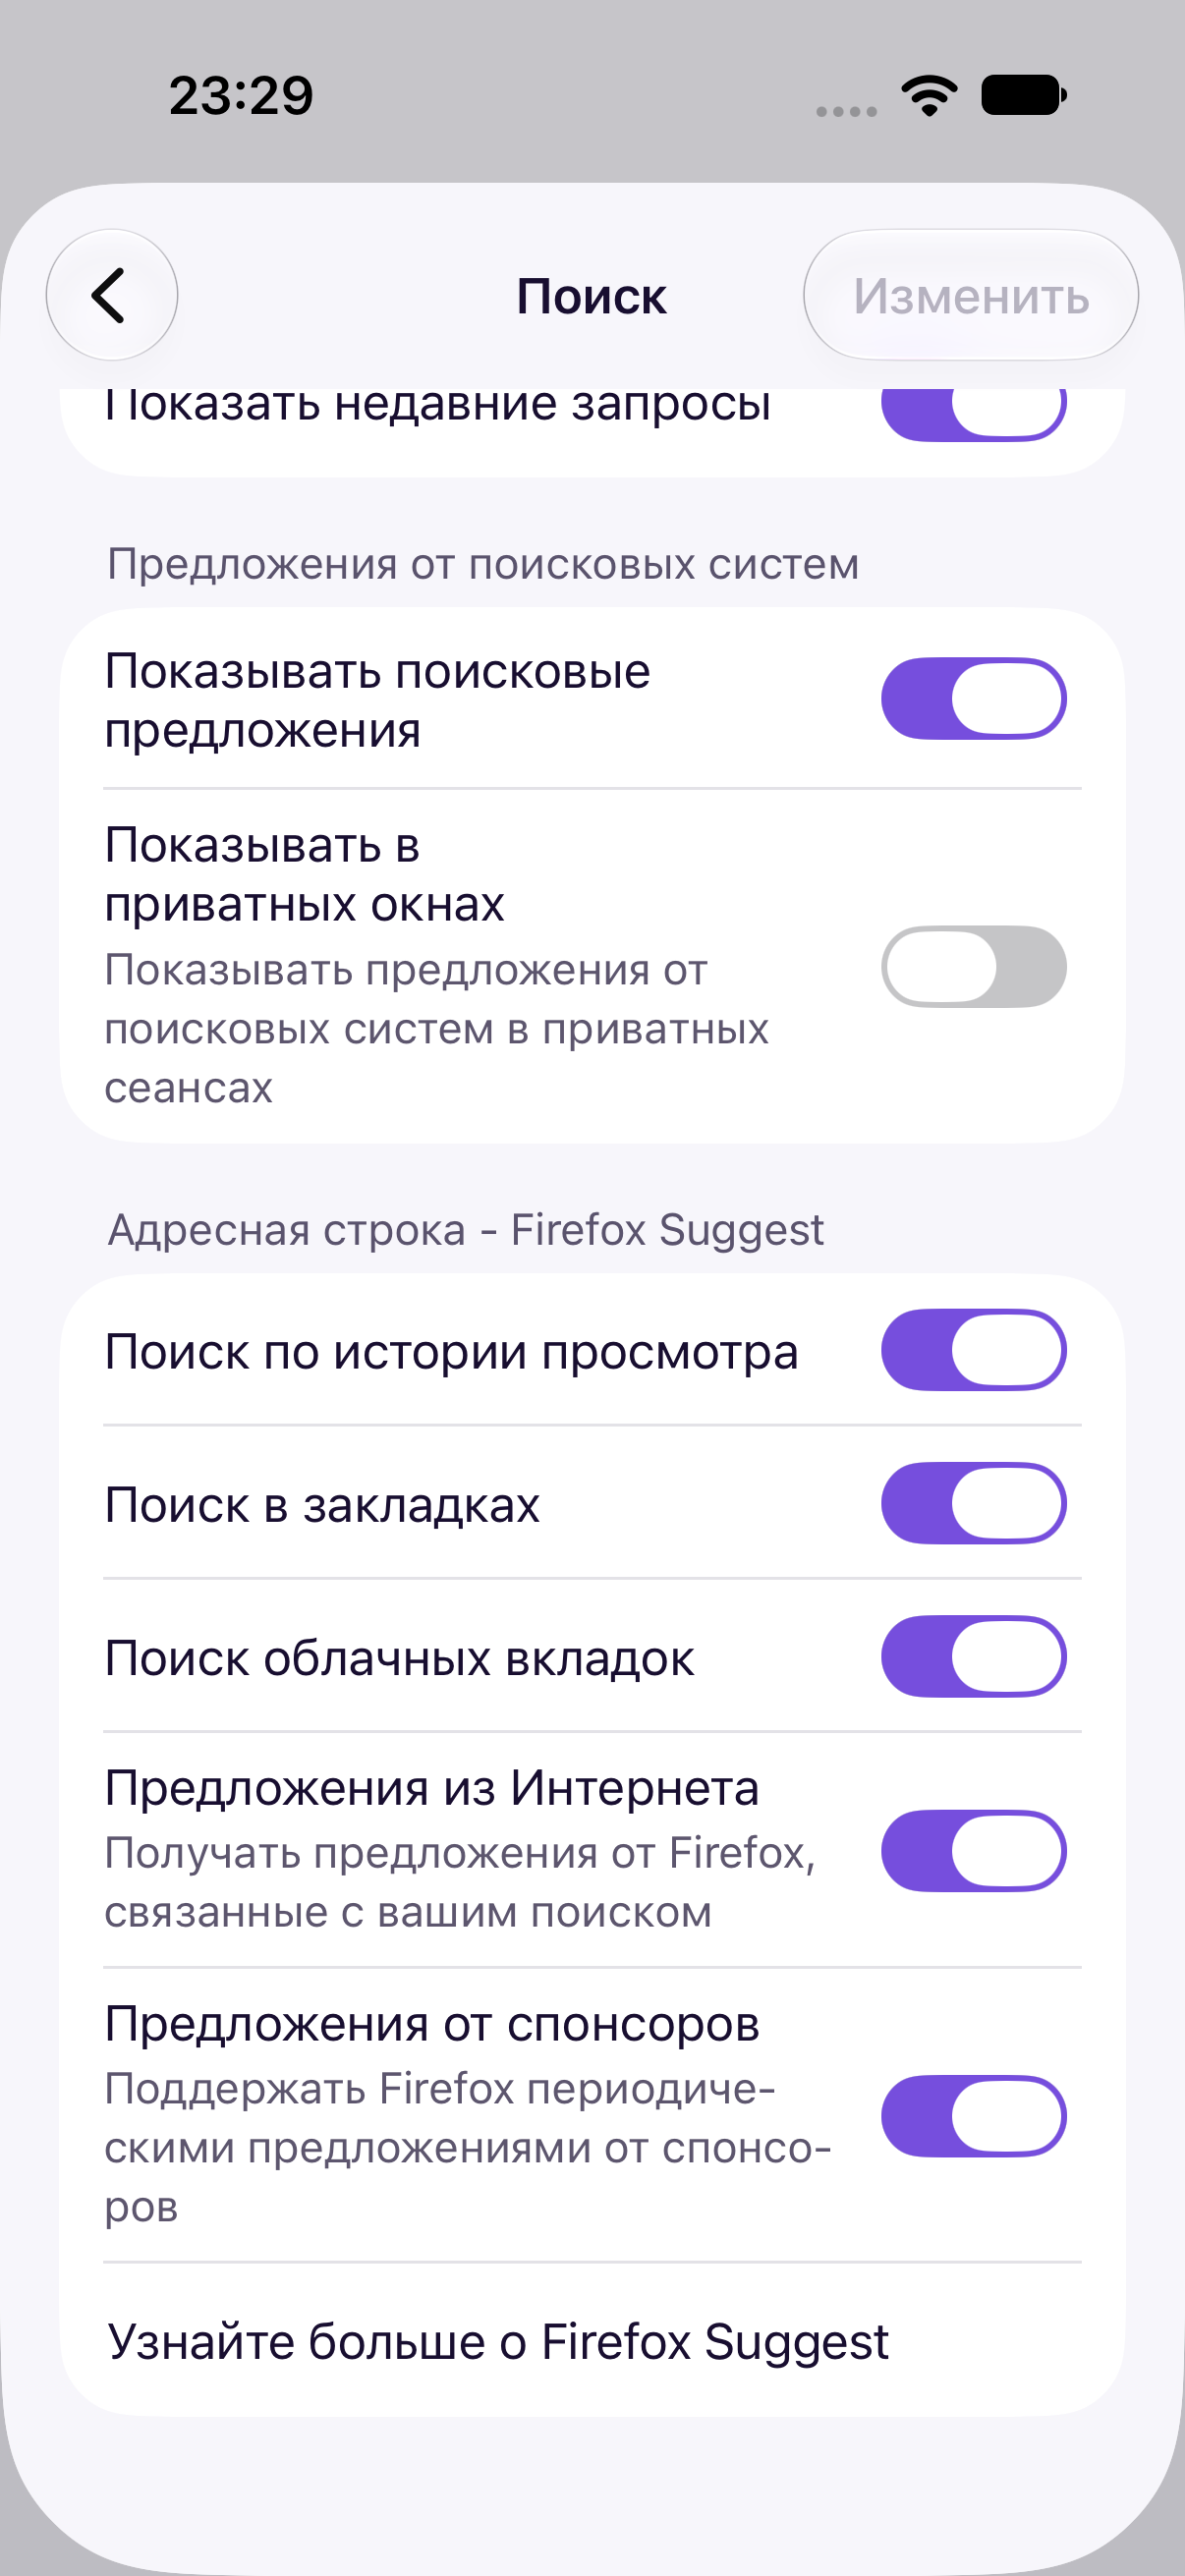 23:29
Поиск
Изменить
Показать недавние запросы
Предложения от поисковых систем
Показывать поисковые
предложения
Показывать в
приватных окнах
Показывать предложения от
поисковых систем в приватных
сеансах
Адресная строка - Firefox Suggest
Поиск по истории просмотра
Поиск в закладках
Поиск облачных вкладок
Предложения из Интернета
Получать предложения от Firefox,
связанные с вашим поиском
Предложения от спонсоров
Поддержать Firefox периодиче-
скими предложениями от спонсо-
ров
Узнайте больше о Firefox Suggest